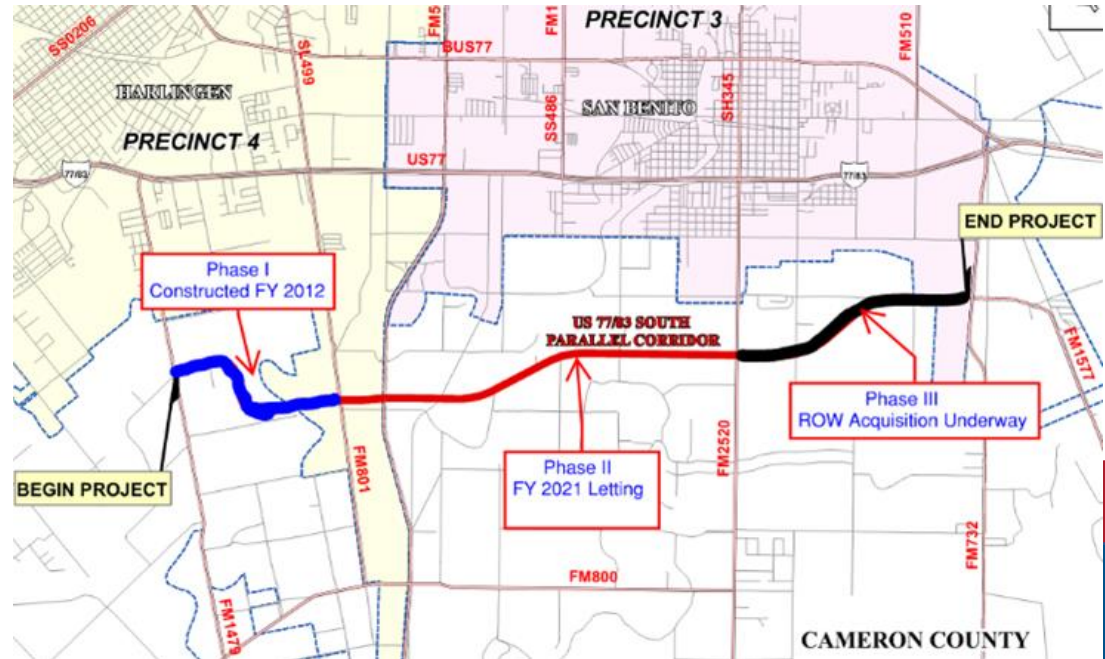 PRECINCT 3
SS0206
SL499
FM5
FM1
FM510
BUS77
HARLINGEN
SS486
SAN BENITO
SH345
PRECINCT 4
US77
77/83
77/83
END PROJECT
Phase I
Constructed FY 2012
US 77/83 SOUTH
PARALLEL CORRIDOR
FM1577
Phase III
ROW Acquisition Underway
BEGIN PROJECT
FM801
Phase II
FY 2021 Letting
FM2520
FM732
FM800
FM1479
CAMERON COUNTY